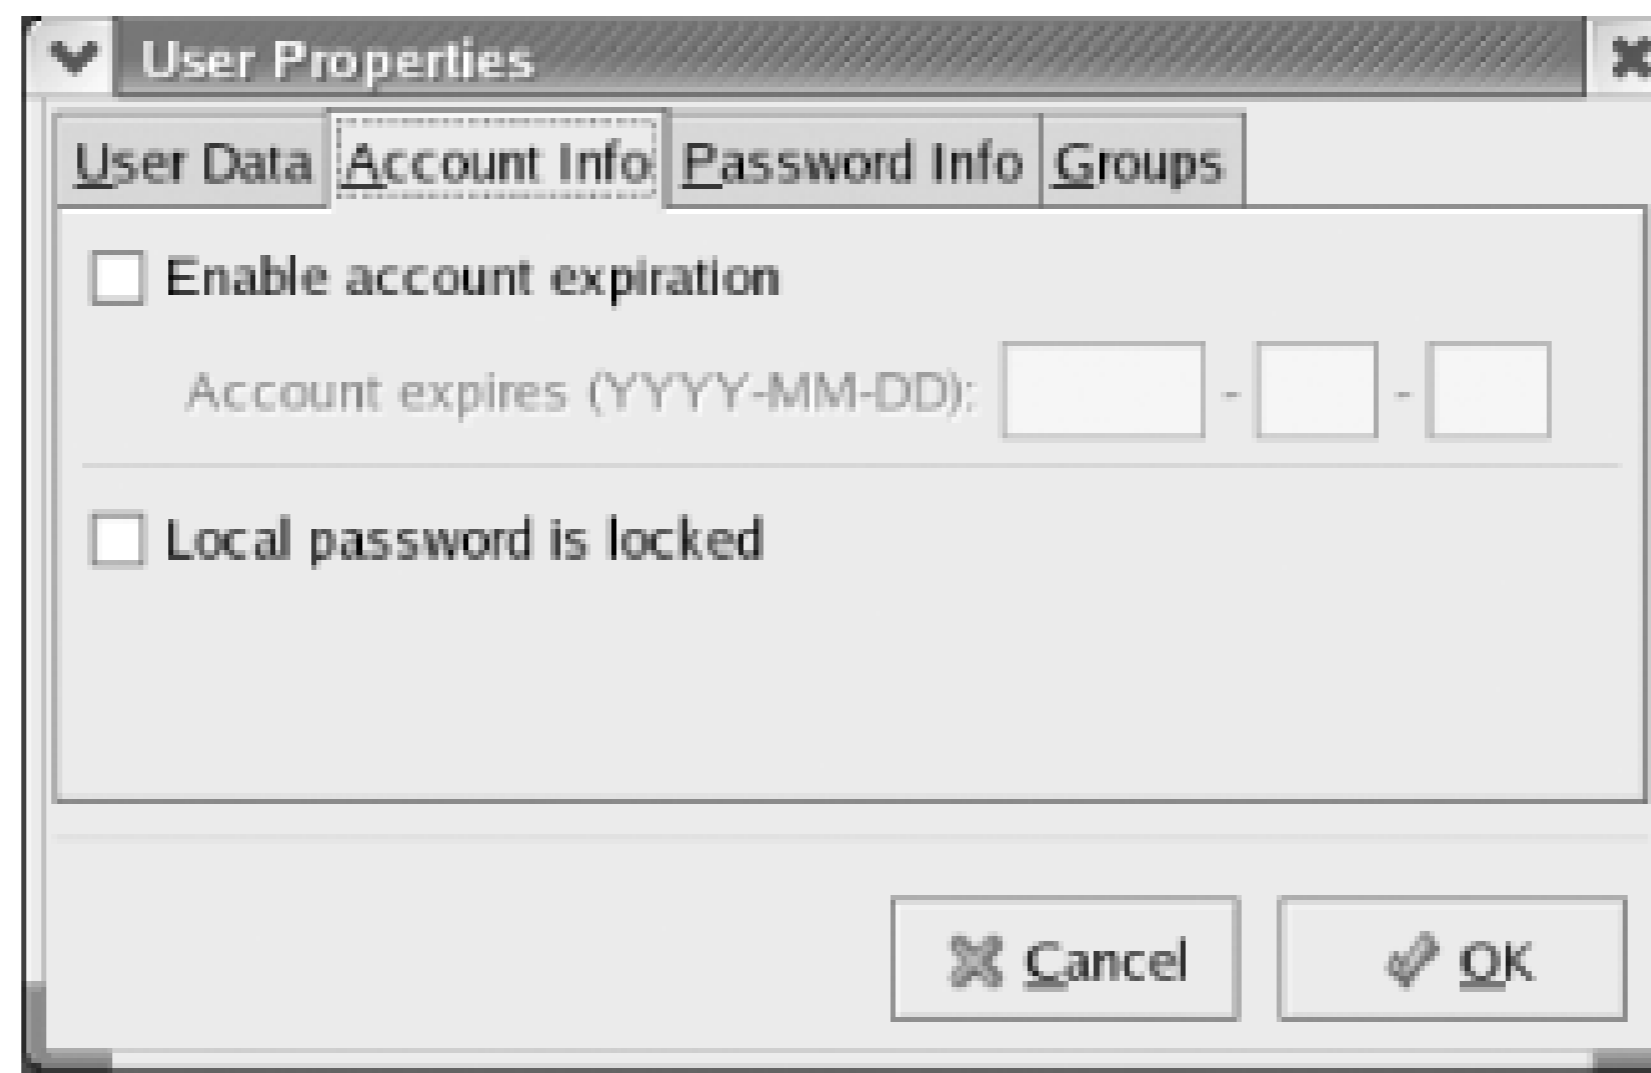 User Properties
User Data Account Info Password Info Groups
Enable account expiration
Account expires (YYYY-MM-DD): - -
Local password is locked
Cancel OK